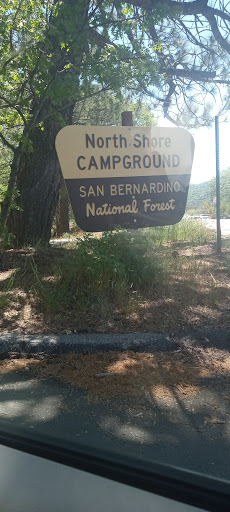 North Shore
CAMPGROUND
SAN BERNARDINO
National Forest